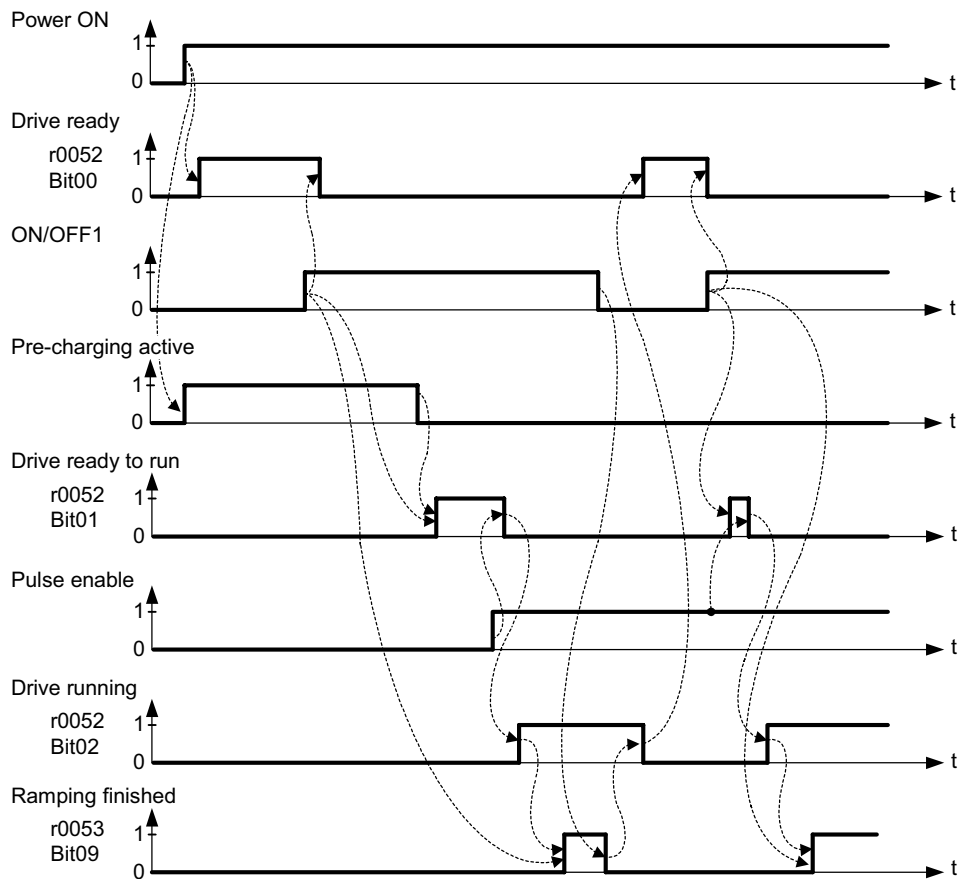 Power ON
1
0
t
Drive ready
r0052
Bit00
1
0
t
ON/OFF1
1
0
t
Pre-charging active
1
0
t
Drive ready to run
r0052
Bit01
1
0
t
Pulse enable
1
0
t
Drive running
r0052
Bit02
1
0
t
Ramping finished
r0053
Bit09
1
0
t